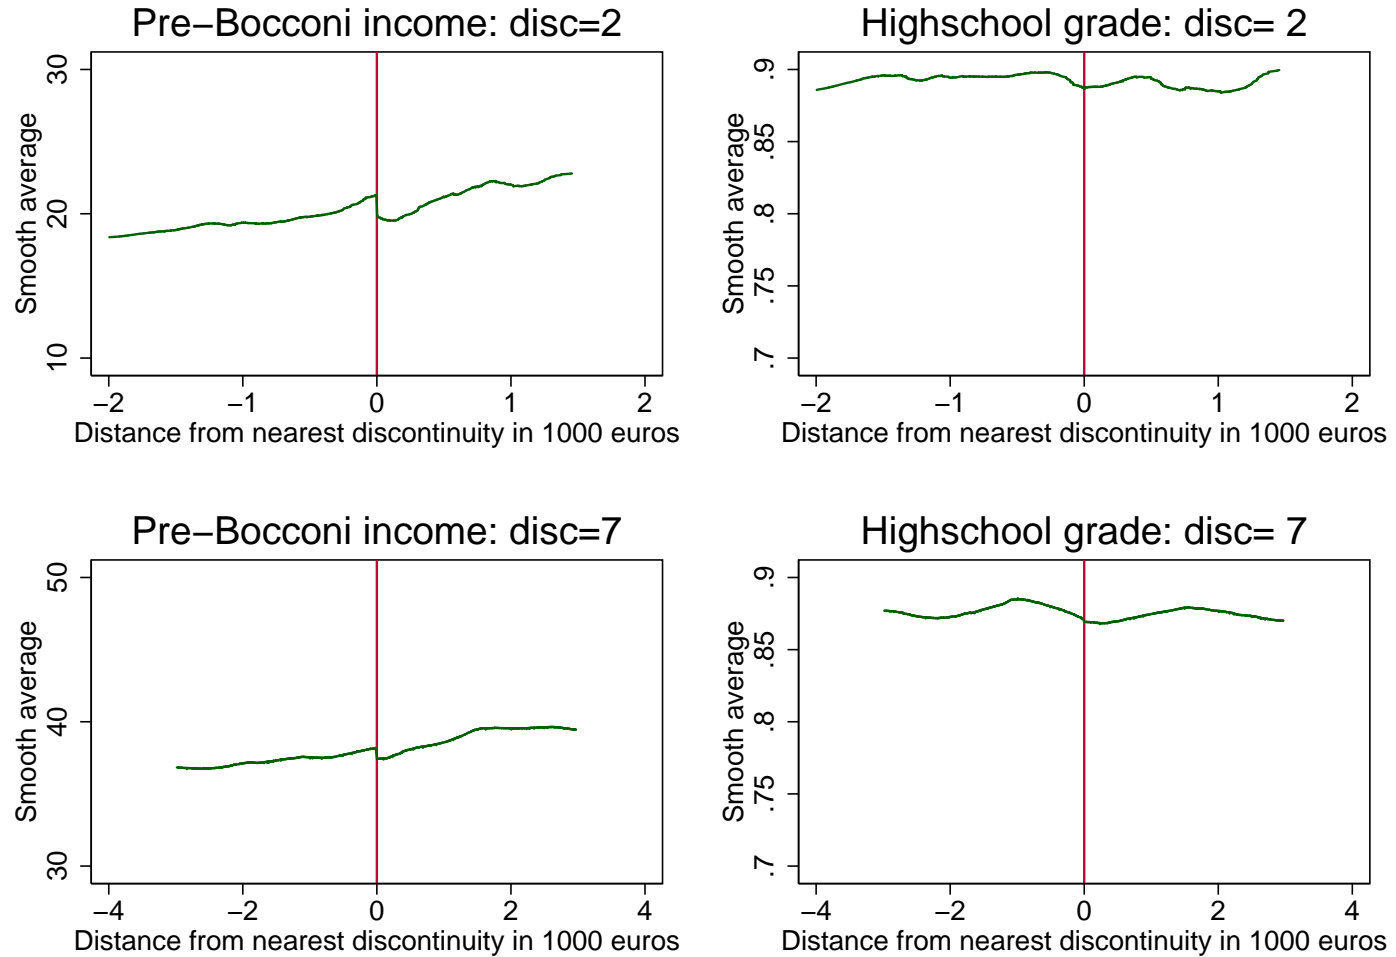 Pre−Bocconi income: disc=2
Smooth average
30
20
10
−2 −1 0 1 2
Distance from nearest discontinuity in 1000 euros
Highschool grade: disc= 2
Smooth average
.9
.85
.8
.75
.7
−2 −1 0 1 2
Distance from nearest discontinuity in 1000 euros
Pre−Bocconi income: disc=7
Smooth average
50
40
30
−4 −2 0 2 4
Distance from nearest discontinuity in 1000 euros
Highschool grade: disc= 7
Smooth average
.9
.85
.8
.75
.7
−4 −2 0 2 4
Distance from nearest discontinuity in 1000 euros